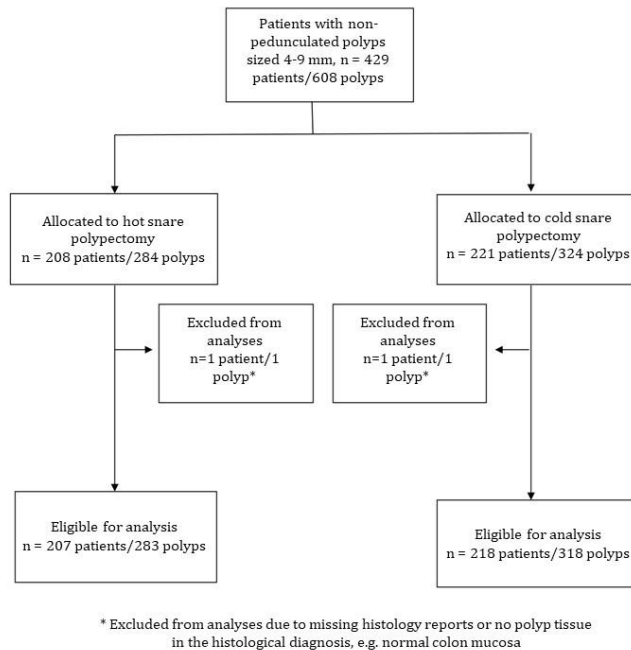 Patients with non-
pedunculated polyps
sized 4-9 mm, n = 429
patients/608 polyps
Allocated to hot snare
polypectomy
n = 208 patients/284 polyps
Allocated to cold snare
polypectomy
n = 221 patients/324 polyps
Excluded from
analyses
n=1 patient/1
polyp*
Excluded from
analyses
n=1 patient/1
polyp*
Eligible for analysis
n = 207 patients/283 polyps
Eligible for analysis
n = 218 patients/318 polyps
* Excluded from analyses due to missing histology reports or no polyp tissue
in the histological diagnosis, e.g. normal colon mucosa